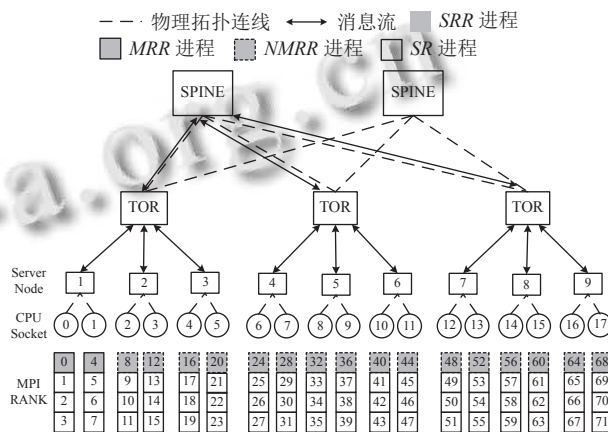 物理拓扑连线 消息流 SRR 进程
MRR 进程 NMRR 进程 SR 进程
SPINE SPINE
a.org.cn
TOR TOR TOR
Server
Node
1 2 3 4 5 6 7 8 9
CPU
Socket
0 1 2 3 4 5 6 7 8 9 10 11 12 13 14 15 16 17
MPI
RANK
0 4 8 12 16 20 24 28 32 36 40 44 48 52 56 60 64 68
1 5 9 13 17 21 25 29 33 37 41 45 49 53 57 61 65 69
2 6 10 14 18 22 26 30 34 38 42 46 50 54 58 62 66 70
3 7 11 15 19 23 27 31 35 39 43 47 51 55 59 63 67 71